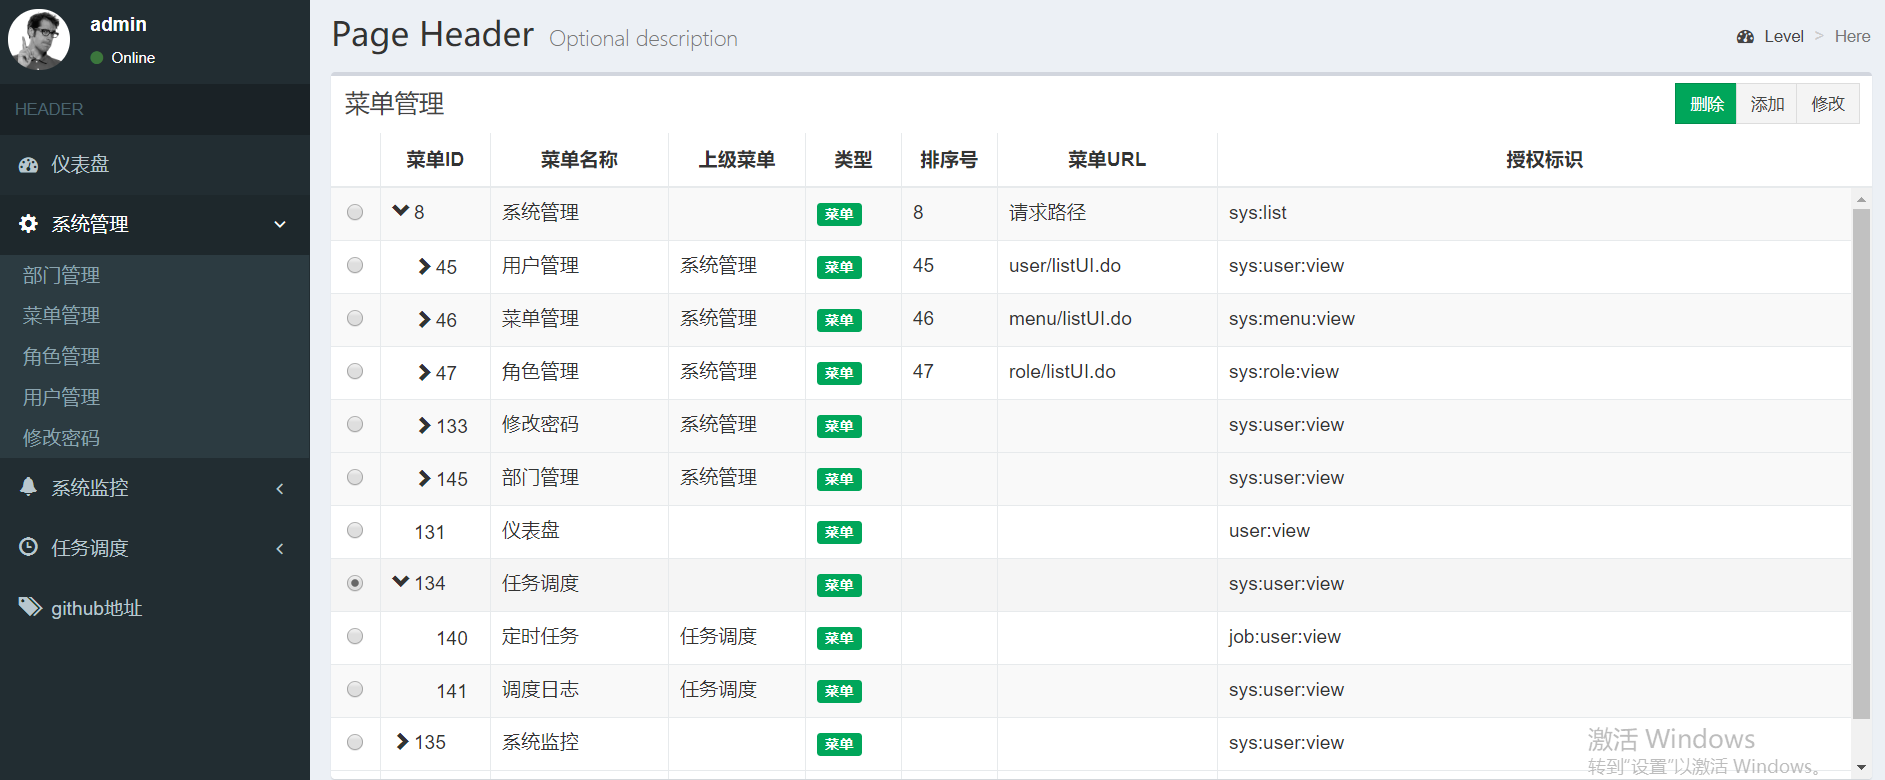 admin
Online
HEADER
仪表盘
系统管理
部门管理
菜单管理
角色管理
用户管理
修改密码
系统监控
任务调度
github地址
Page Header Optional description
Level > Here
菜单管理
删除 添加 修改
菜单ID 菜单名称 上级菜单 类型 排序号 菜单URL 授权标识
8 系统管理 菜单 8 请求路径 sys:list
45 用户管理 系统管理 菜单 45 user/listUI.do sys:user:view
46 菜单管理 系统管理 菜单 46 menu/listUI.do sys:menu:view
47 角色管理 系统管理 菜单 47 role/listUI.do sys:role:view
133 修改密码 系统管理 菜单 sys:user:view
145 部门管理 系统管理 菜单 sys:user:view
131 仪表盘 菜单 user:view
134 任务调度 菜单 sys:user:view
140 定时任务 任务调度 菜单 job:user:view
141 调度日志 任务调度 菜单 sys:user:view
135 系统监控 菜单 sys:user:view
激活 Windows
转到“设置”以激活 Windows。